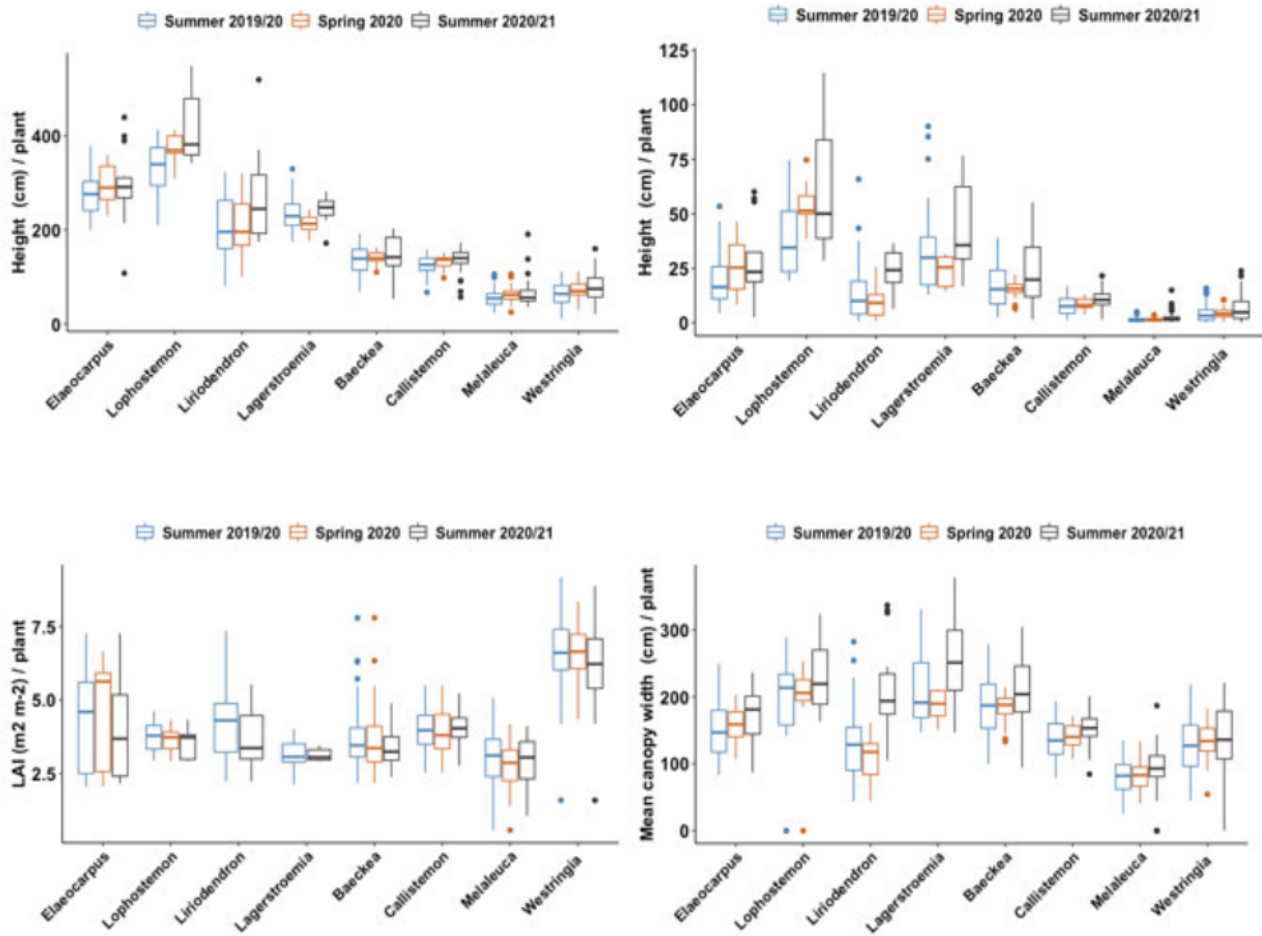 Summer 2019/20 Spring 2020 Summer 2020/21
Height (cm) / plant
400
200
0
Elaeocarpus
Lophostemon
Liriodendron
Lagerstroemia
Baeckea
Callistemon
Melaleuca
Westringia
Summer 2019/20 Spring 2020 Summer 2020/21
Height (cm) / plant
125
100
75
50
25
0
Elaeocarpus
Lophostemon
Liriodendron
Lagerstroemia
Baeckea
Callistemon
Melaleuca
Westringia
Summer 2019/20 Spring 2020 Summer 2020/21
LAI (m2 m-2) / plant
7.5
5.0
2.5
Elaeocarpus
Lophostemon
Liriodendron
Lagerstroemia
Baeckea
Callistemon
Melaleuca
Westringia
Summer 2019/20 Spring 2020 Summer 2020/21
Mean canopy width (cm) / plant
300
200
100
0
Elaeocarpus
Lophostemon
Liriodendron
Lagerstroemia
Baeckea
Callistemon
Melaleuca
Westringia